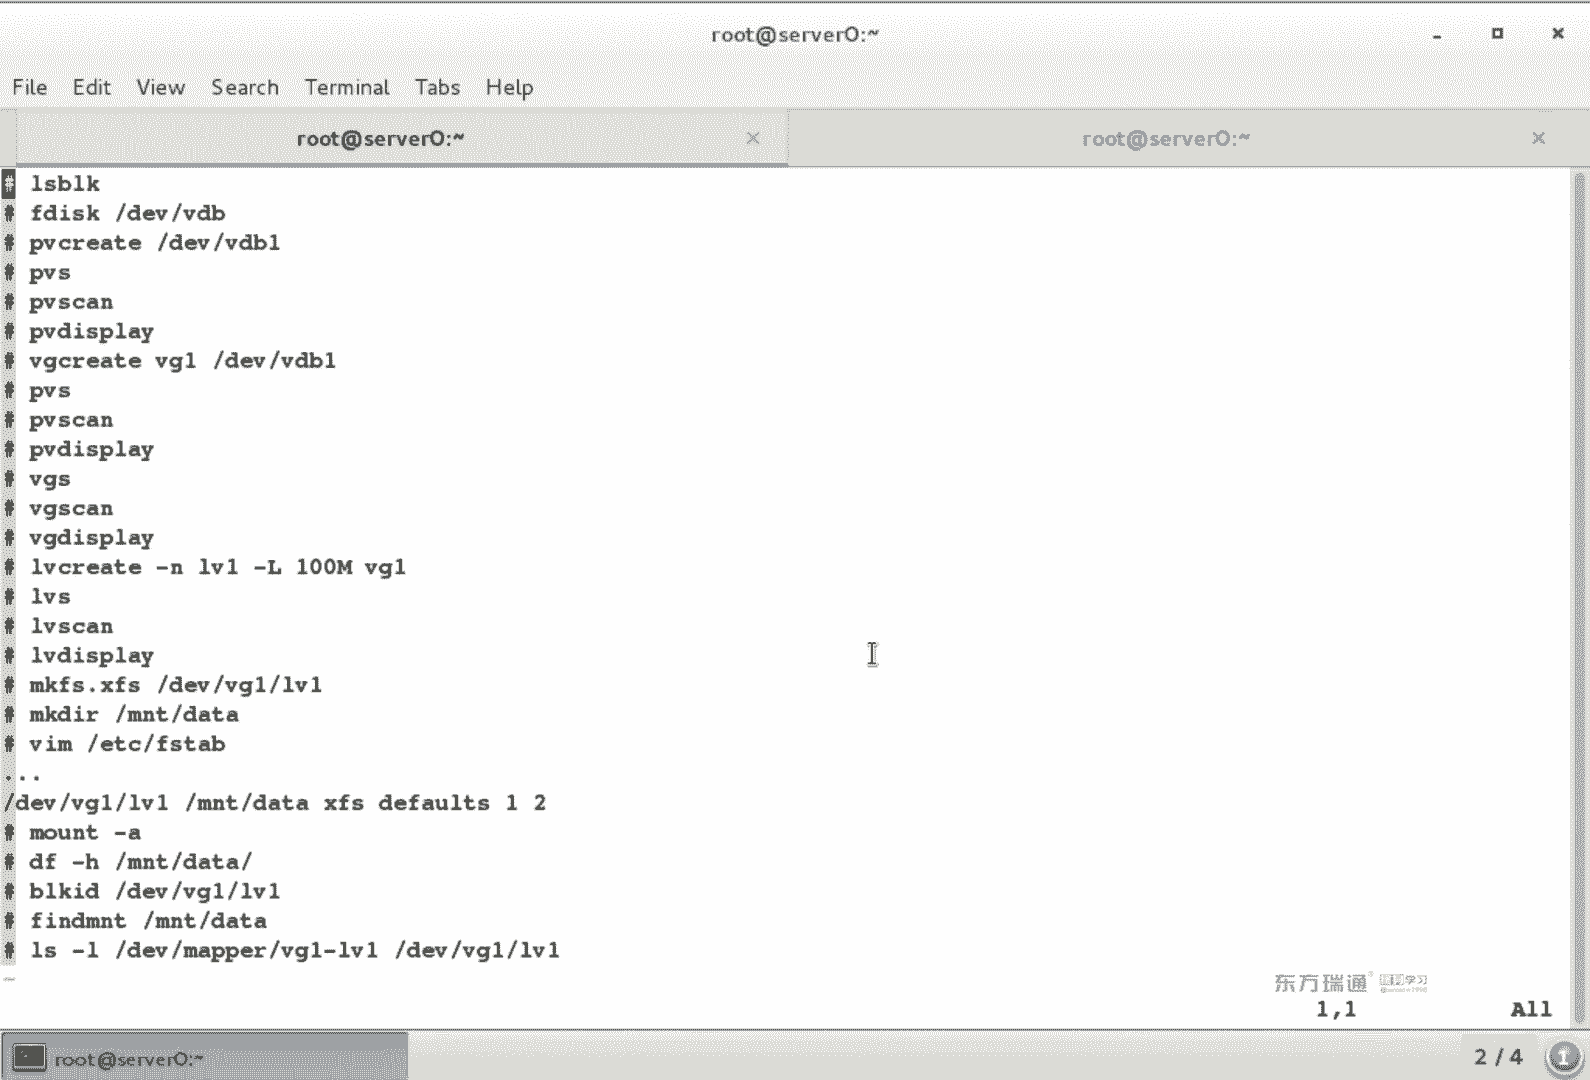 root@server0:~
File Edit View Search Terminal Tabs Help
root@server0:~ root@server0:~
# lsblk
# fdisk /dev/vdb
# pvcreate /dev/vdb1
# pvs
# pvscan
# pvdisplay
# vgcreate vg1 /dev/vdb1
# pvs
# pvscan
# pvdisplay
# vgs
# vgscan
# vgdisplay
# lvcreate -n lv1 -L 100M vg1
# lvs
# lvscan
# lvdisplay
# mkfs.xfs /dev/vg1/lv1
# mkdir /mnt/data
# vim /etc/fstab
...
/dev/vg1/lv1 /mnt/data xfs defaults 1 2
# mount -a
# df -h /mnt/data/
# blkid /dev/vg1/lv1
# findmnt /mnt/data
# ls -l /dev/mapper/vg1-lv1 /dev/vg1/lv1
~
东方瑞通
1,1 All
root@server0:~ 2 / 4 1